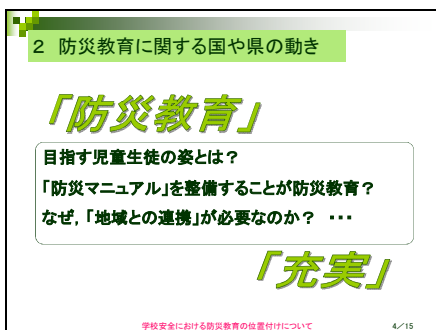 2 防災教育に関する国や県の動き
「防災教育」
目指す児童生徒の姿とは？
「防災マニュアル」を整備することが防災教育？
なぜ，「地域との連携」が必要なのか？ ・・・
「充実」
学校安全における防災教育の位置付けについて
4／15